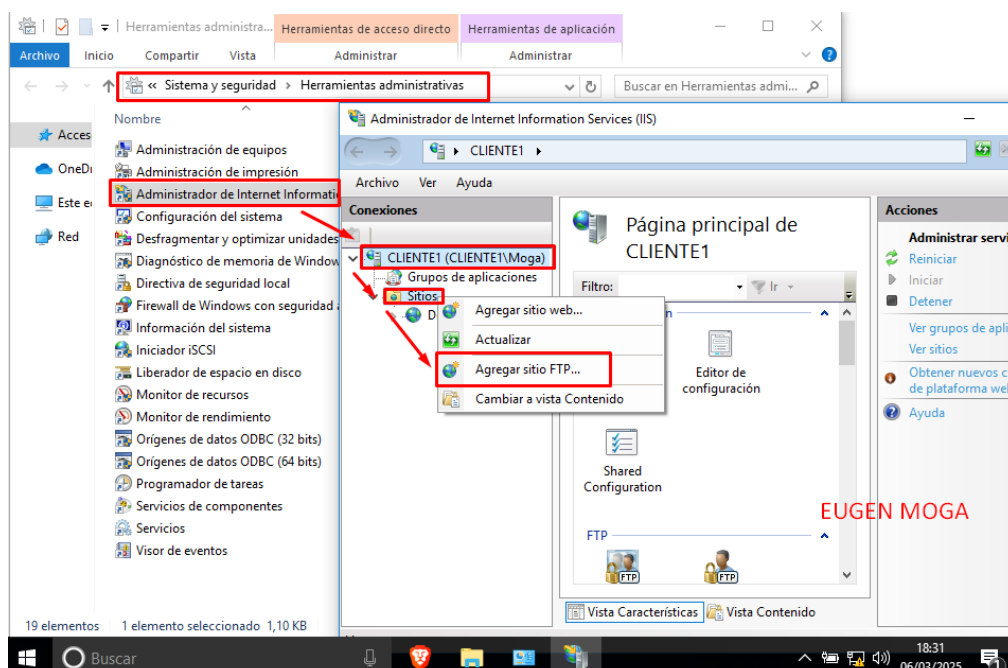 Herramientas administra...
Herramientas de acceso directo
Herramientas de aplicación
Archivo
Inicio
Compartir
Vista
Administrar
Administrar
« Sistema y seguridad › Herramientas administrativas
Buscar en Herramientas admi...
Nombre
Acces
OneDr
Este e
Red
Administración de equipos
Administración de impresión
Administrador de Internet Informati
Configuración del sistema
Desfragmentar y optimizar unidades
Diagnóstico de memoria de Window
Directiva de seguridad local
Firewall de Windows con seguridad a
Información del sistema
Iniciador iSCSI
Liberador de espacio en disco
Monitor de recursos
Monitor de rendimiento
Orígenes de datos ODBC (32 bits)
Orígenes de datos ODBC (64 bits)
Programador de tareas
Servicios de componentes
Servicios
Visor de eventos
19 elementos
1 elemento seleccionado 1,10 KB
Administrador de Internet Information Services (IIS)
CLIENTE1
Archivo
Ver
Ayuda
Conexiones
CLIENTE1 (CLIENTE1\Moga)
Grupos de aplicaciones
Sitios
D
Agregar sitio web...
Actualizar
Agregar sitio FTP...
Cambiar a vista Contenido
Página principal de
CLIENTE1
Filtro:
Ir
n
Editor de
configuración
Shared
Configuration
FTP
FTP
FTP
Vista Características
Vista Contenido
Acciones
Administrar servi
Reiniciar
Iniciar
Detener
Ver grupos de apli
Ver sitios
Obtener nuevos c
de plataforma wel
Ayuda
EUGEN MOGA
Buscar
18:31
06/03/2025